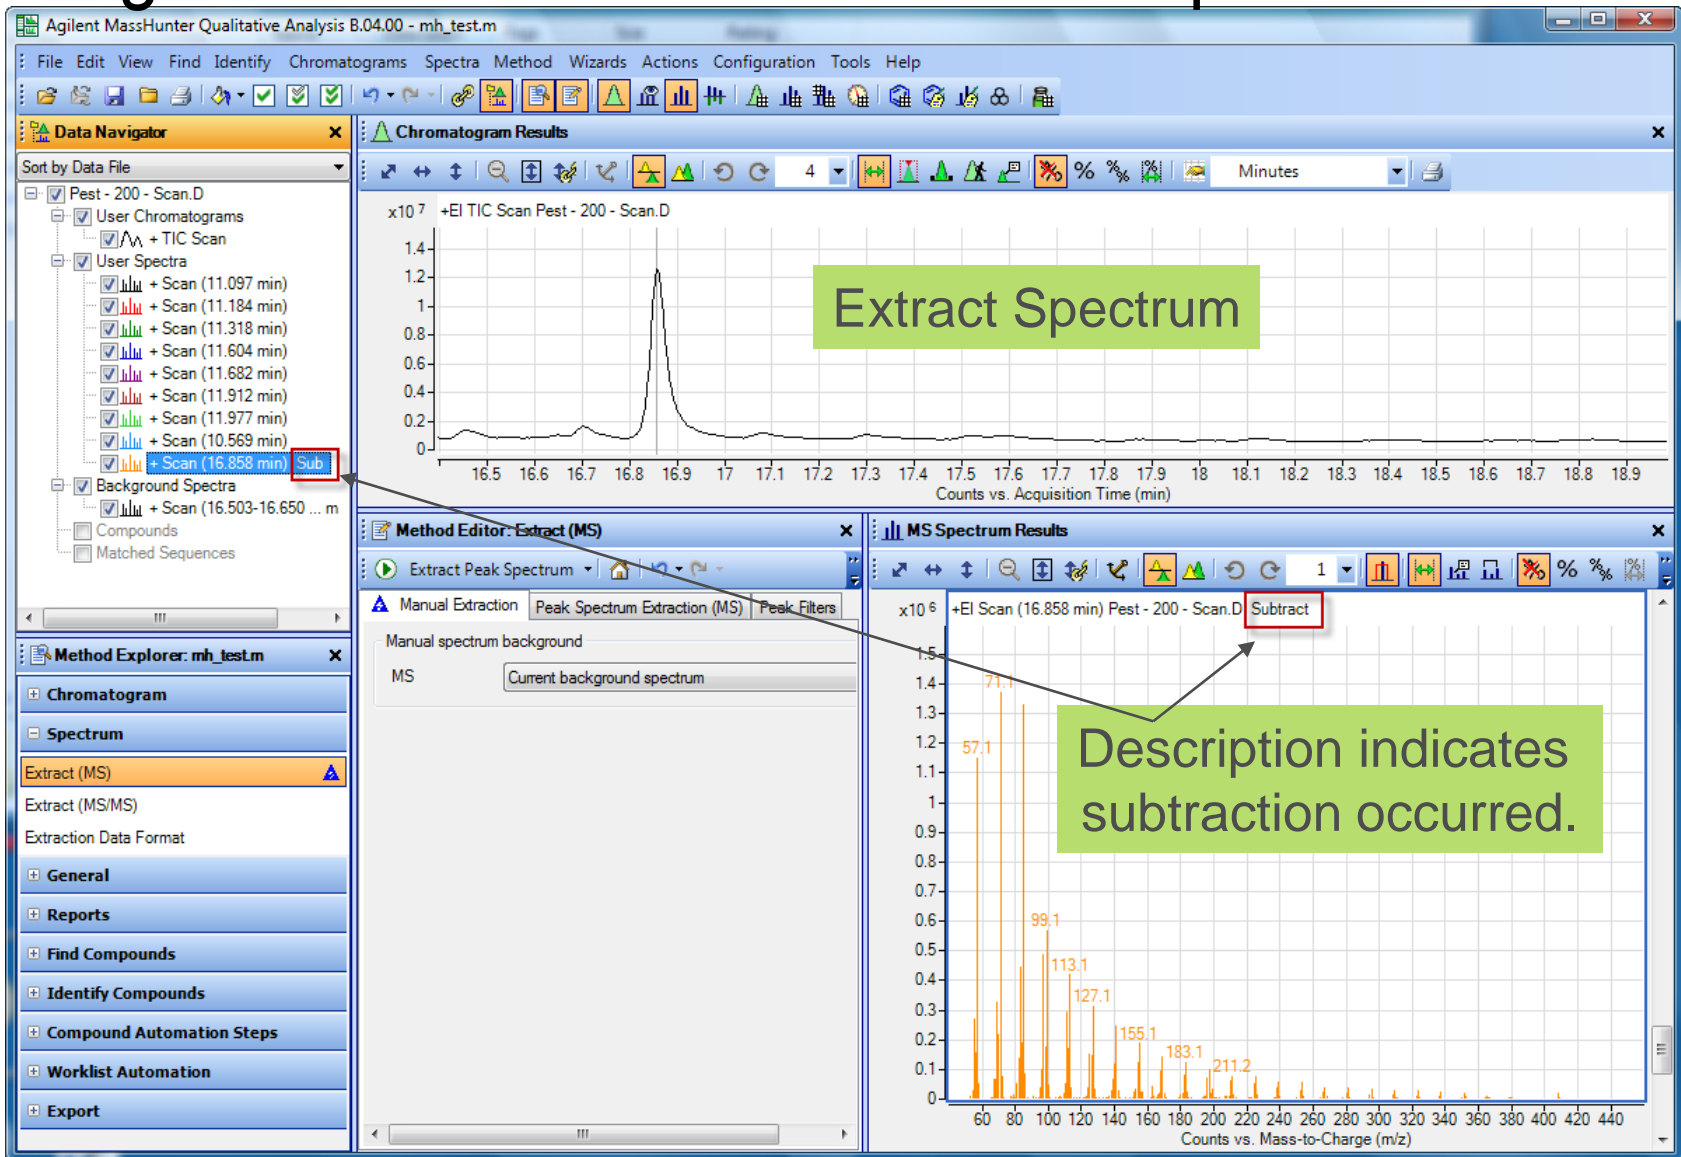 Agilent MassHunter Qualitative Analysis B.04.00 - mh_test.m
File Edit View Find Identify Chromatograms Spectra Method Wizards Actions Configuration Tools Help
Data Navigator
Sort by Data File
Pest - 200 - Scan.D
User Chromatograms
+ TIC Scan
User Spectra
+ Scan (11.097 min)
+ Scan (11.184 min)
+ Scan (11.318 min)
+ Scan (11.604 min)
+ Scan (11.682 min)
+ Scan (11.912 min)
+ Scan (11.977 min)
+ Scan (10.569 min)
+ Scan (16.858 min) Sub
Background Spectra
+ Scan (16.503-16.650 ... m
Compounds
Matched Sequences
Method Explorer: mh_test.m
Chromatogram
Spectrum
Extract (MS)
Extract (MS/MS)
Extraction Data Format
General
Reports
Find Compounds
Identify Compounds
Compound Automation Steps
Worklist Automation
Export
Chromatogram Results
4 % Minutes
x10 7 +EI TIC Scan Pest - 200 - Scan.D
1.4
1.2
1
0.8
0.6
0.4
0.2
0
Extract Spectrum
16.5 16.6 16.7 16.8 16.9 17 17.1 17.2 17.3 17.4 17.5 17.6 17.7 17.8 17.9 18 18.1 18.2 18.3 18.4 18.5 18.6 18.7 18.8 18.9
Counts vs. Acquisition Time (min)
Method Editor: Extract (MS)
Extract Peak Spectrum
Manual Extraction Peak Spectrum Extraction (MS) Peak Filters
Manual spectrum background
MS Current background spectrum
MS Spectrum Results
1 %
x10 6 +EI Scan (16.858 min) Pest - 200 - Scan.D Subtract
1.5
1.4
1.3
1.2
1.1
1
0.9
0.8
0.7
0.6
0.5
0.4
0.3
0.2
0.1
0
71.1
57.1
99.1
113.1
127.1
155.1
183.1
211.2
Description indicates
subtraction occurred.
60 80 100 120 140 160 180 200 220 240 260 280 300 320 340 360 380 400 420 440
Counts vs. Mass-to-Charge (m/z)